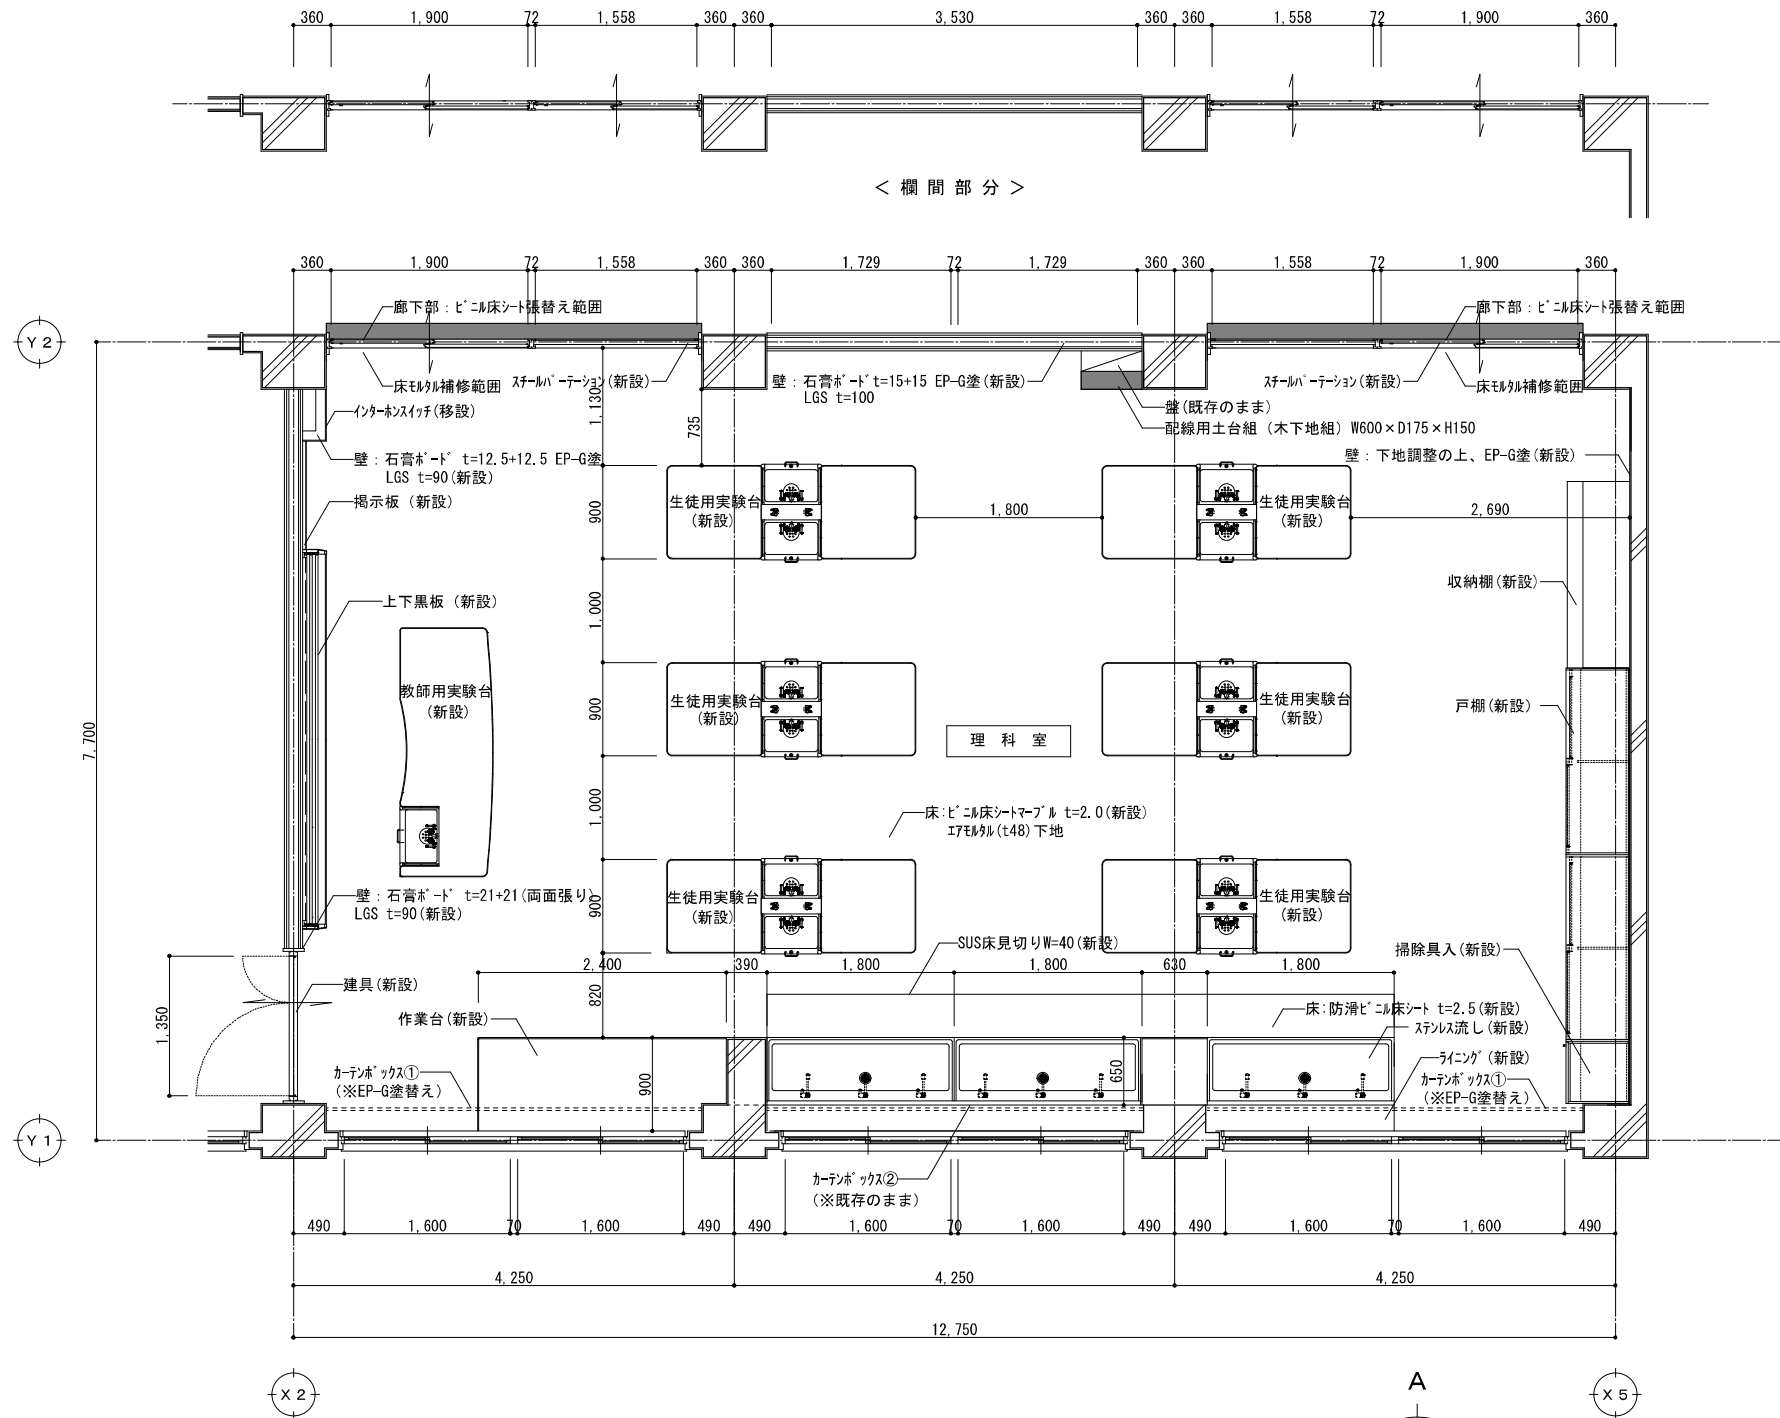 360 1,900 72 1,558 360 360 3,530 360 360 1,558 72 1,900 360
＜ 欄 間 部 分 ＞
360 1,900 72 1,558 360 360 1,729 72 1,729 360 360 1,558 72 1,900 360
廊下部：ビニル床シート張替え範囲
廊下部：ビニル床シート張替え範囲
Y 2
床モルタル補修範囲
スチールパーテーション(新設)
壁：石膏ボード t=15+15 EP-G塗(新設)
LGS t=100
スチールパーテーション(新設)
床モルタル補修範囲
インターホンスイッチ(移設)
1,130
735
盤(既存のまま)
配線用土台組（木下地組）W600×D175×H150
壁：石膏ボード t=12.5+12.5 EP-G塗
LGS t=90(新設)
壁：下地調整の上、EP-G塗(新設)
掲示板（新設）
900
生徒用実験台
(新設)
1,800
生徒用実験台
(新設)
2,690
収納棚(新設)
上下黒板（新設）
1,000
教師用実験台
(新設)
900
生徒用実験台
(新設)
生徒用実験台
(新設)
戸棚(新設)
理 科 室
7,700
1,000
床:ビニル床シートマーブル t=2.0(新設)
エアモルタル(t48)下地
壁：石膏ボード t=21+21(両面張り)
LGS t=90(新設)
900
生徒用実験台
(新設)
生徒用実験台
(新設)
SUS床見切りW=40(新設)
掃除具入(新設)
2,400 390 1,800 1,800 630 1,800
建具(新設)
820
1,350
作業台(新設)
床:防滑ビニル床シート t=2.5(新設)
ステンレス流し(新設)
ライニング(新設)
カーテンボックス①
(※EP-G塗替え)
900
650
カーテンボックス①
(※EP-G塗替え)
Y 1
カーテンボックス②
(※既存のまま)
490 1,600 70 1,600 490 490 1,600 70 1,600 490 490 1,600 70 1,600 490
4,250 4,250 4,250
12,750
X 2
A
X 5